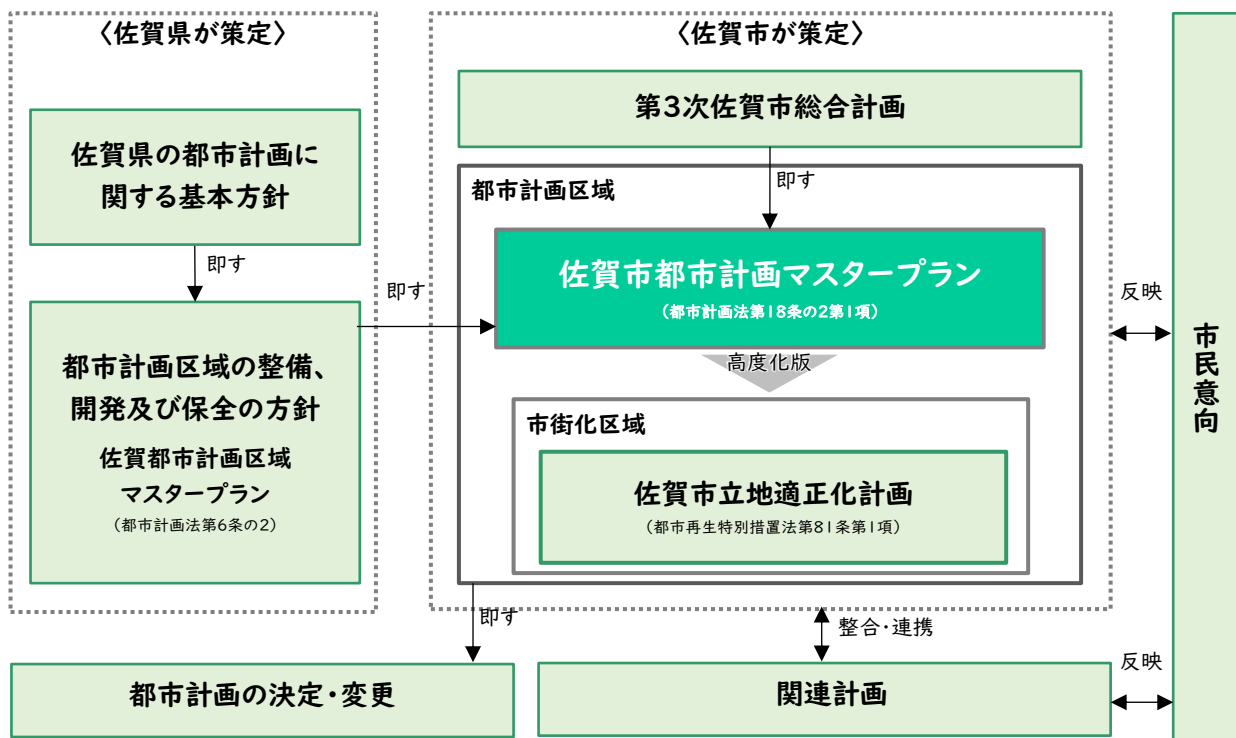 〈佐賀県が策定〉
佐賀県の都市計画に
関する基本方針
即す
都市計画区域の整備、
開発及び保全の方針
佐賀都市計画区域
マスタープラン
(都市計画法第6条の2)
即す
〈佐賀市が策定〉
第3次佐賀市総合計画
即す
都市計画区域
佐賀市都市計画マスタープラン
(都市計画法第18条の2第1項)
高度化版
市街化区域
佐賀市立地適正化計画
(都市再生特別措置法第81条第1項)
即す
都市計画の決定・変更
整合・連携
関連計画
反映
反映
市民意向